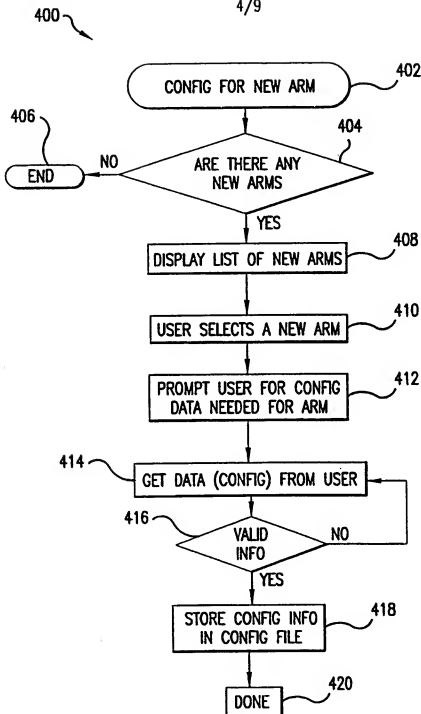 4/9
400
CONFIG FOR NEW ARM
402
404
406
END
NO
ARE THERE ANY
NEW ARMS
YES
DISPLAY LIST OF NEW ARMS
408
USER SELECTS A NEW ARM
410
PROMPT USER FOR CONFIG
DATA NEEDED FOR ARM
412
414
GET DATA (CONFIG) FROM USER
416
VALID
INFO
NO
YES
STORE CONFIG INFO
IN CONFIG FILE
418
DONE
420